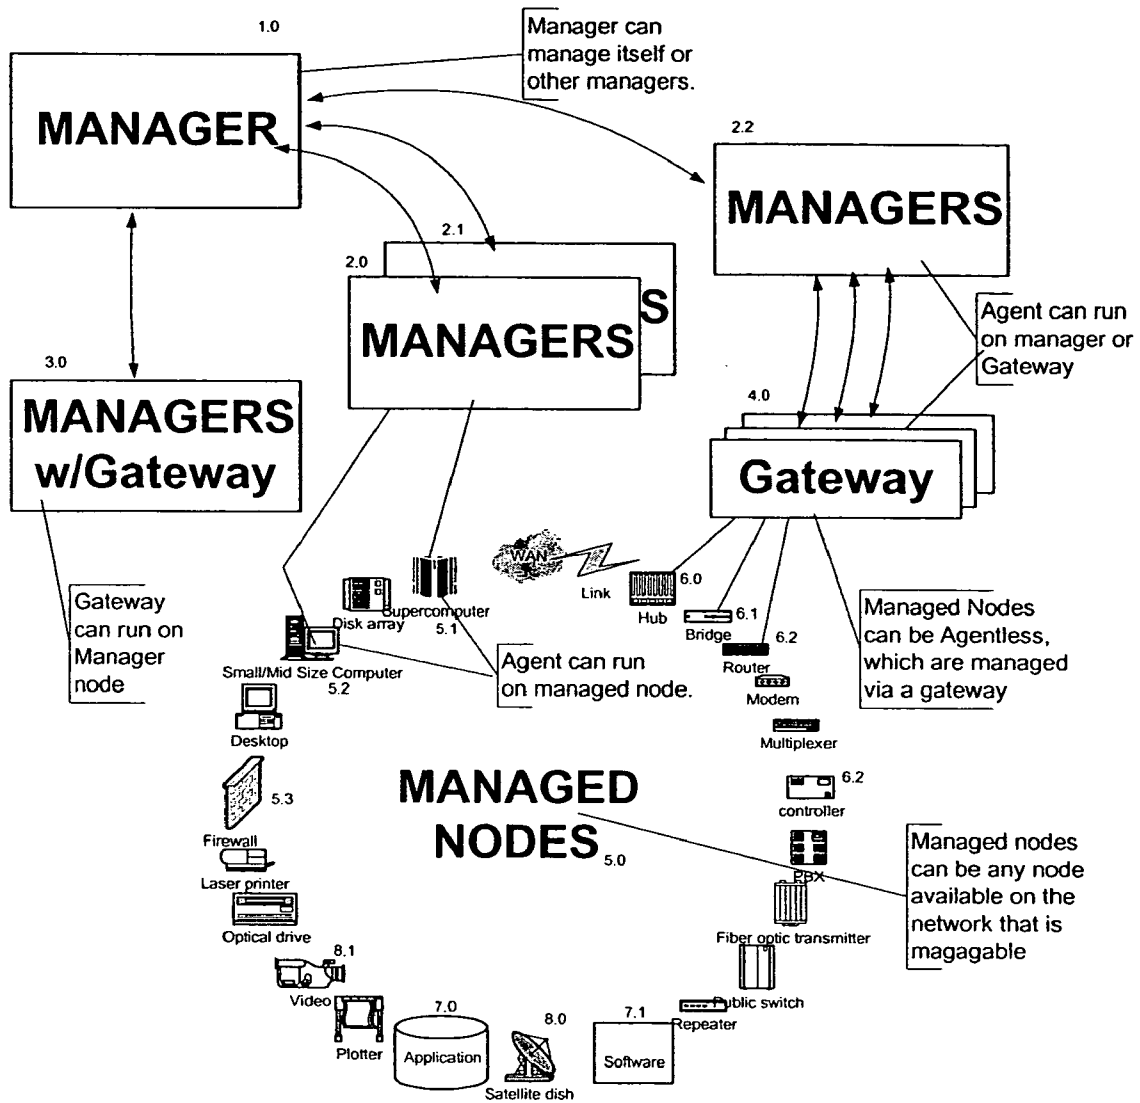 1.0
Manager can
manage itself or
other managers.
MANAGER
2.2
MANAGERS
2.1
2.0
S
MANAGERS
Agent can run
on manager or
Gateway
3.0
MANAGERS
w/Gateway
4.0
Gateway
WAN
Link
6.0
Hub
6.1
Bridge
6.2
Router
Modem
Multiplexer
6.2
controller
PBX
Fiber optic transmitter
Public switch
Repeater
Supercomputer
5.1
Disk array
Small/Mid Size Computer
5.2
Desktop
5.3
Firewall
Laser printer
Optical drive
8.1
Video
Plotter
7.0
Application
8.0
Satellite dish
7.1
Software
Gateway
can run on
Manager
node
Agent can run
on managed node.
Managed Nodes
can be Agentless,
which are managed
via a gateway
MANAGED
NODES 5.0
Managed nodes
can be any node
available on the
network that is
magagable